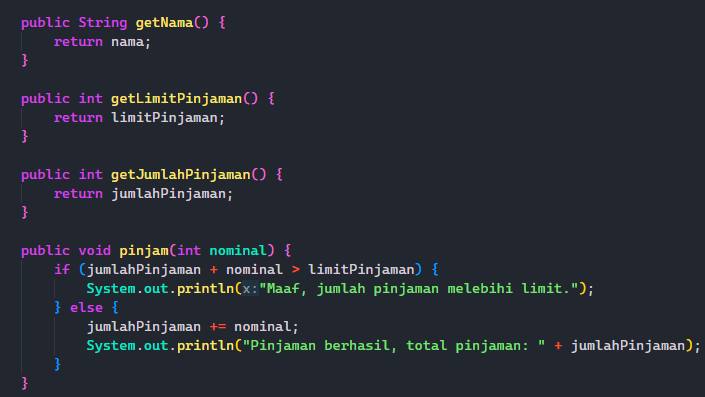 public String getNama() {
    return nama;
}

public int getLimitPinjaman() {
    return limitPinjaman;
}

public int getJumlahPinjaman() {
    return jumlahPinjaman;
}

public void pinjam(int nominal) {
    if (jumlahPinjaman + nominal > limitPinjaman) {
        System.out.println(x:"Maaf, jumlah pinjaman melebihi limit.");
    } else {
        jumlahPinjaman += nominal;
        System.out.println("Pinjaman berhasil, total pinjaman: " + jumlahPinjaman);
    }
}